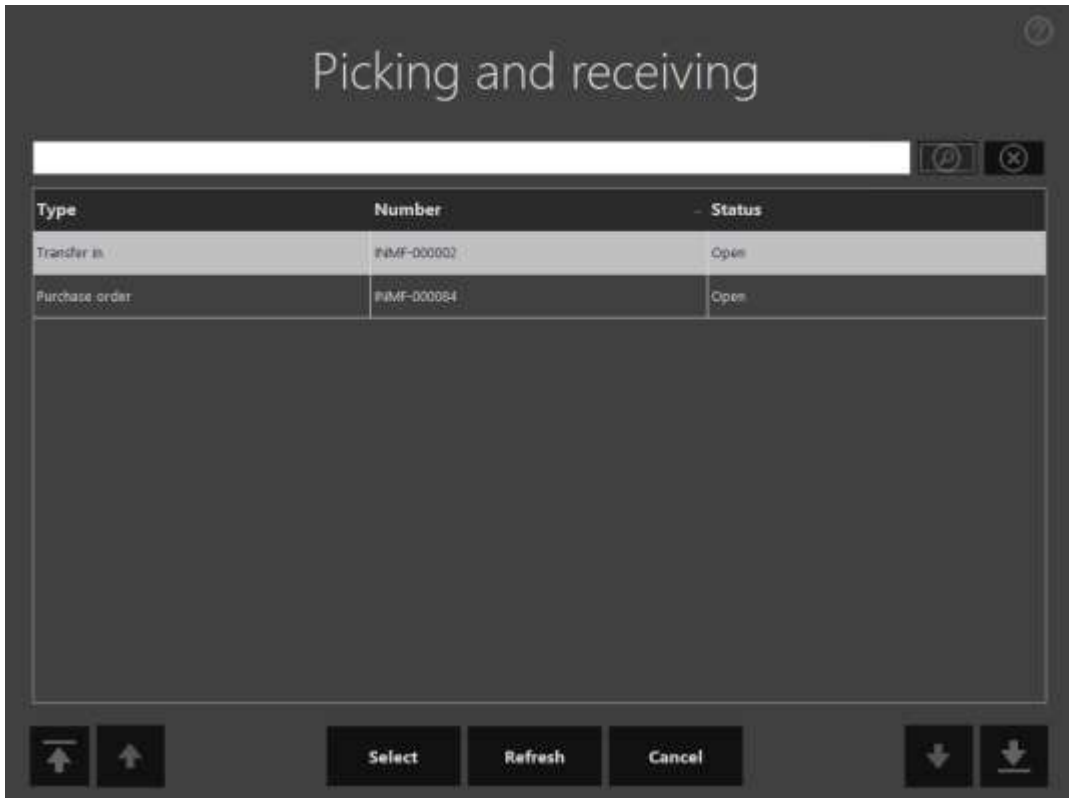 Picking and receiving
Type Number Status
Transfer in INMF-000002 Open
Purchase order INMF-000084 Open
Select Refresh Cancel